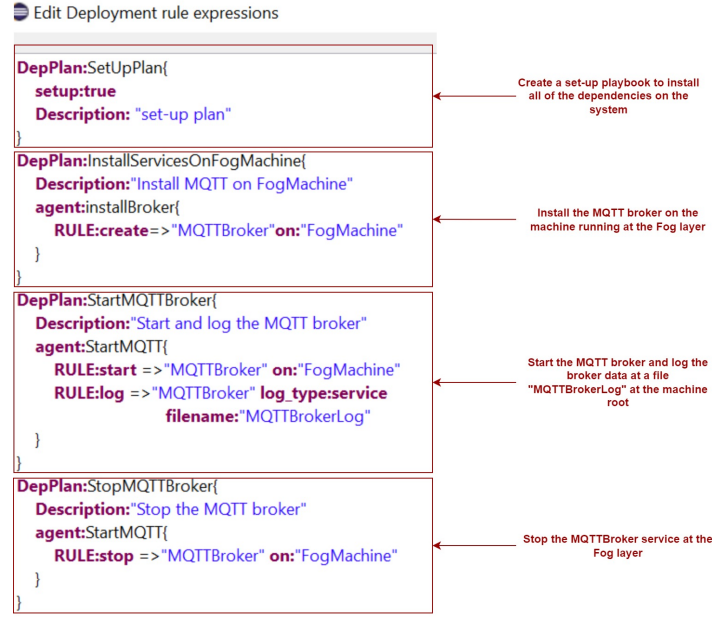 Edit Deployment rule expressions
DepPlan:SetUpPlan{
setup:true
Description: "set-up plan"
}
DepPlan:InstallServicesOnFogMachine{
Description:"Install MQTT on FogMachine"
agent:installBroker{
RULE:create=>"MQTTBroker"on:"FogMachine"
}
}
DepPlan:StartMQTTBroker{
Description:"Start and log the MQTT broker"
agent:StartMQTT{
RULE:start =>"MQTTBroker" on:"FogMachine"
RULE:log =>"MQTTBroker" log_type:service
filename:"MQTTBrokerLog"
}
}
DepPlan:StopMQTTBroker{
Description:"Stop the MQTT broker"
agent:StartMQTT{
RULE:stop =>"MQTTBroker" on:"FogMachine"
}
}
Create a set-up playbook to install
all of the dependencies on the
system
Install the MQTT broker on the
machine running at the Fog layer
Start the MQTT broker and log the
broker data at a file
"MQTTBrokerLog" at the machine
root
Stop the MQTTBroker service at the
Fog layer